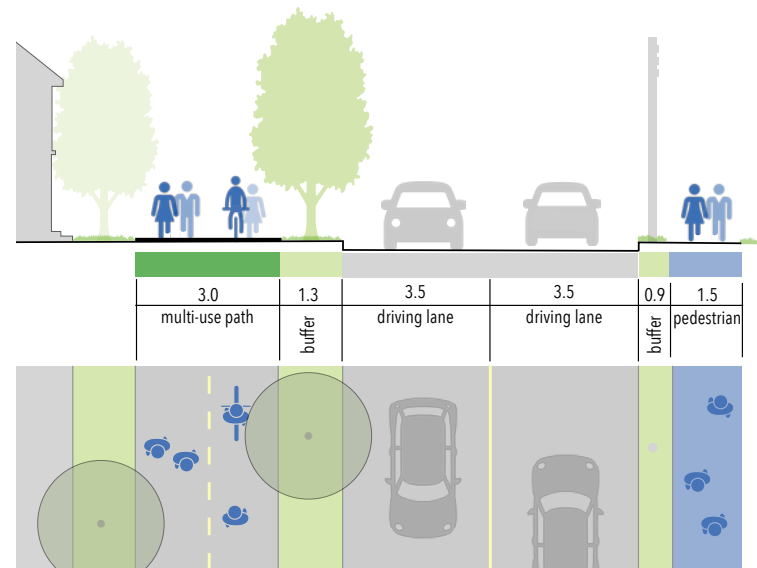 3.0 1.3 3.5 3.5 0.9 1.5
multi-use path buffer driving lane driving lane buffer pedestrian